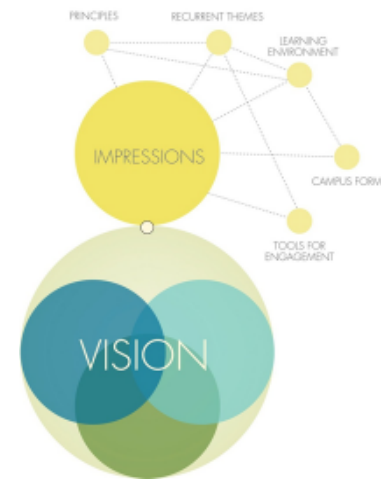 PRINCIPLES
RECURRENT THEMES
LEARNING
ENVIRONMENT
IMPRESSIONS
CAMPUS FORM
TOOLS FOR
ENGAGEMENT
VISION